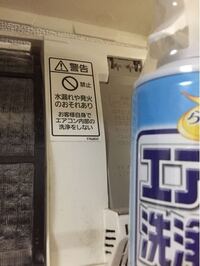 警告
禁止
水漏れや発火
のおそれあり
お客様自身で
エアコン内部の
洗浄をしない
エア
洗浄